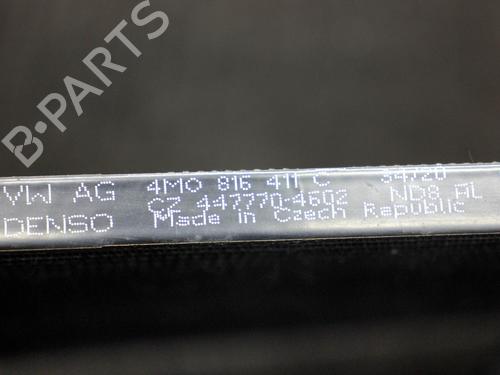 B-PARTS
VW AG 4M0 816 411 C 34720
CZ 447770-4602 ND8 AL
DENSO Made in Czech Republic